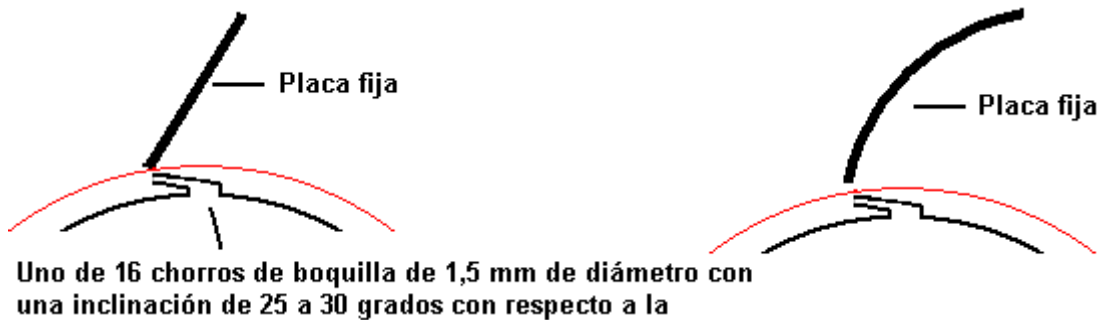 Placa fija
Placa fija
Uno de 16 chorros de boquilla de 1,5 mm de diámetro con
una inclinación de 25 a 30 grados con respecto a la